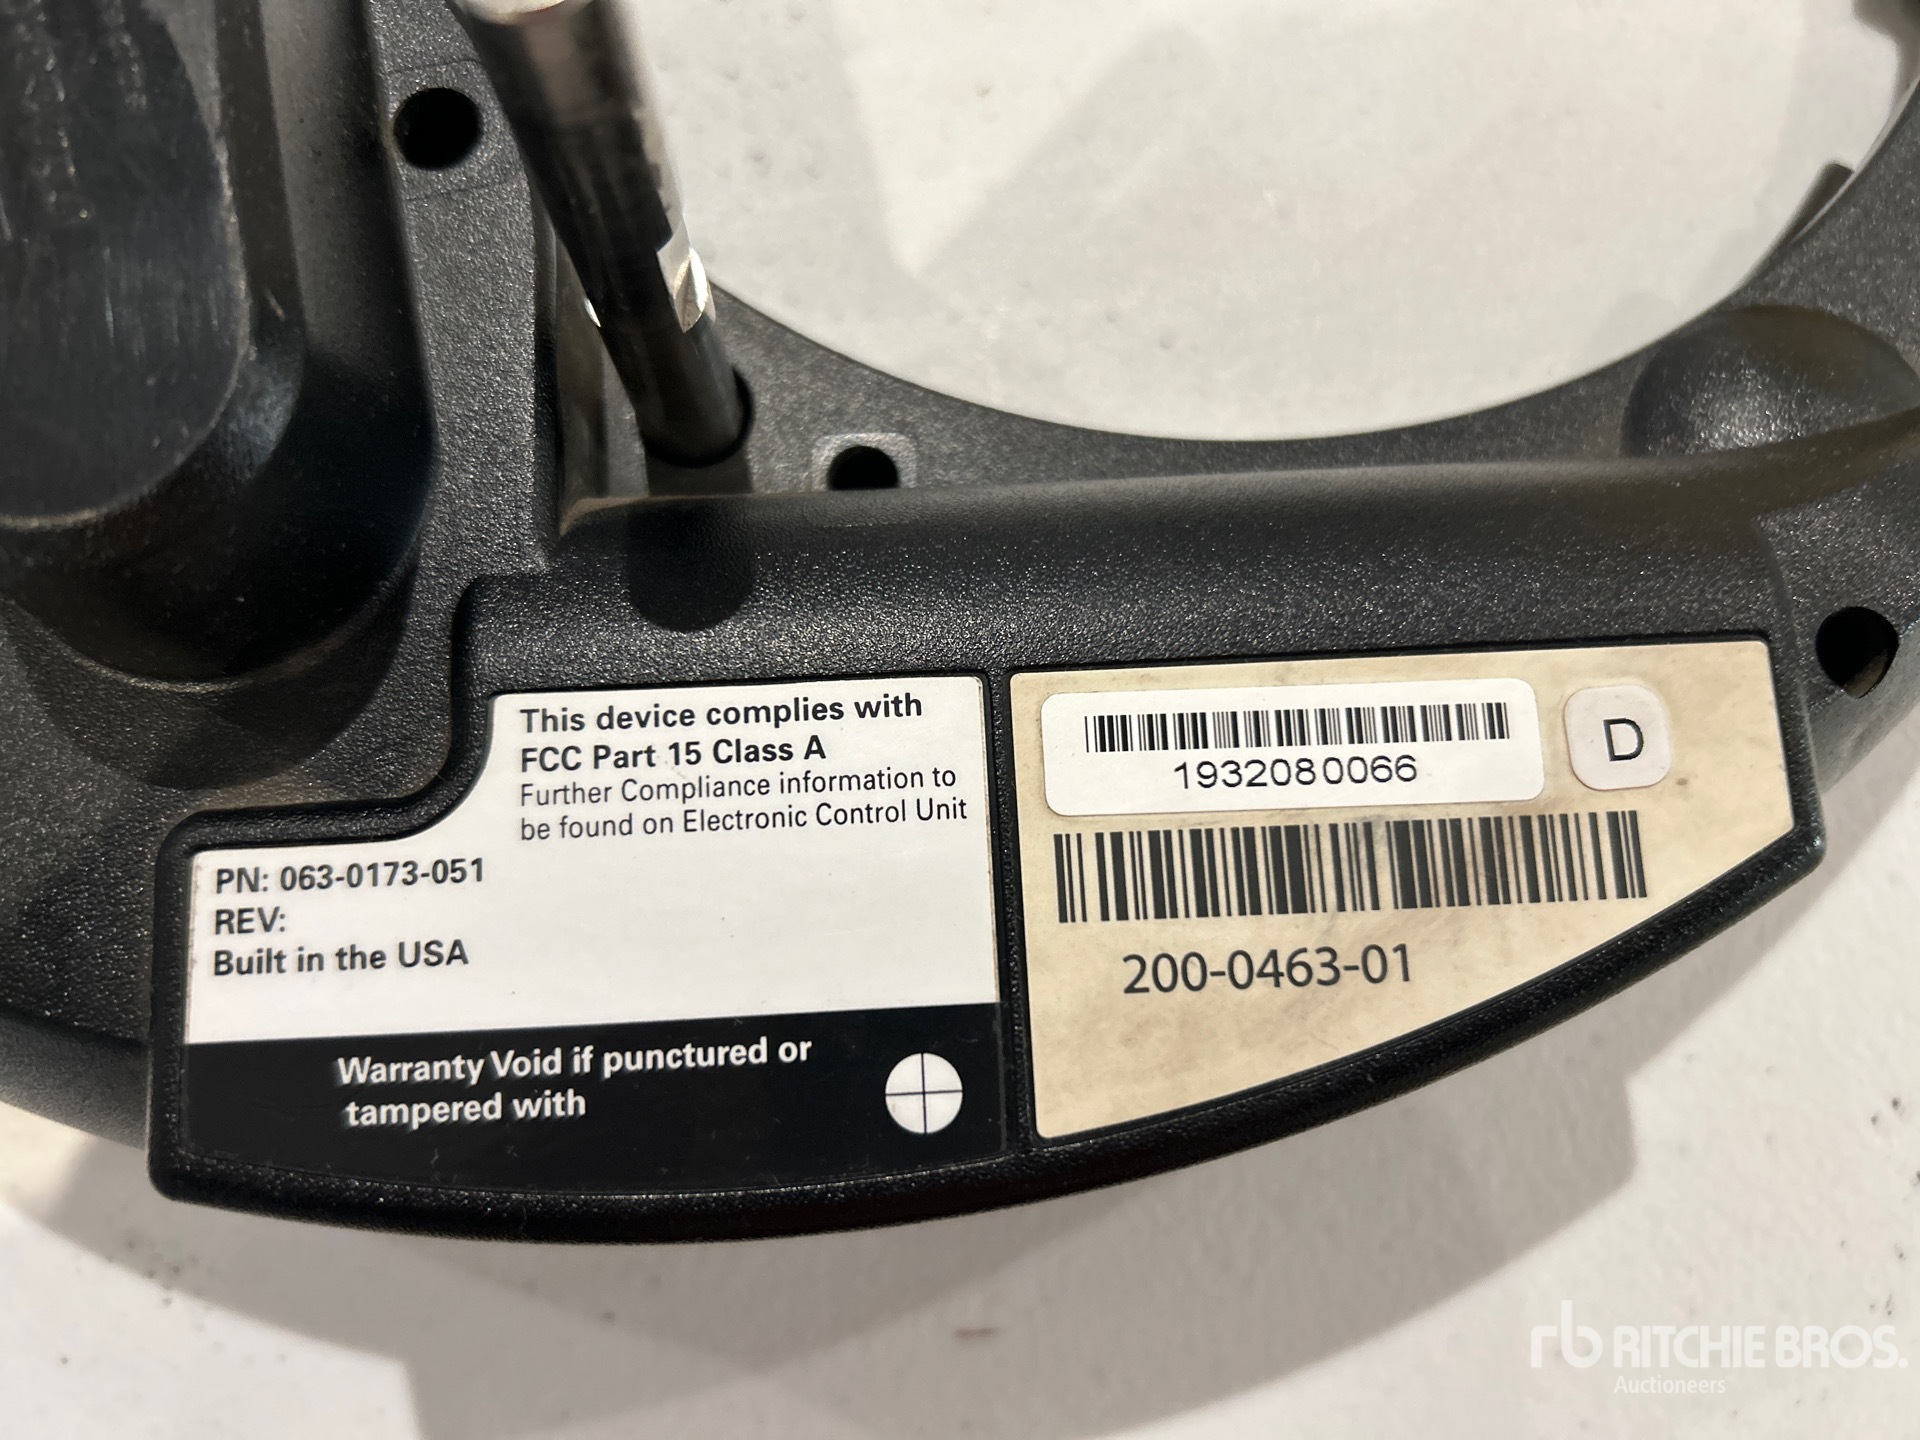 This device complies with
FCC Part 15 Class A
Further Compliance information to
be found on Electronic Control Unit
PN: 063-0173-051
REV:
Built in the USA
Warranty Void if punctured or
tampered with
1932080066
D
200-0463-01
rb RITCHIE BROS.
Auctioneers